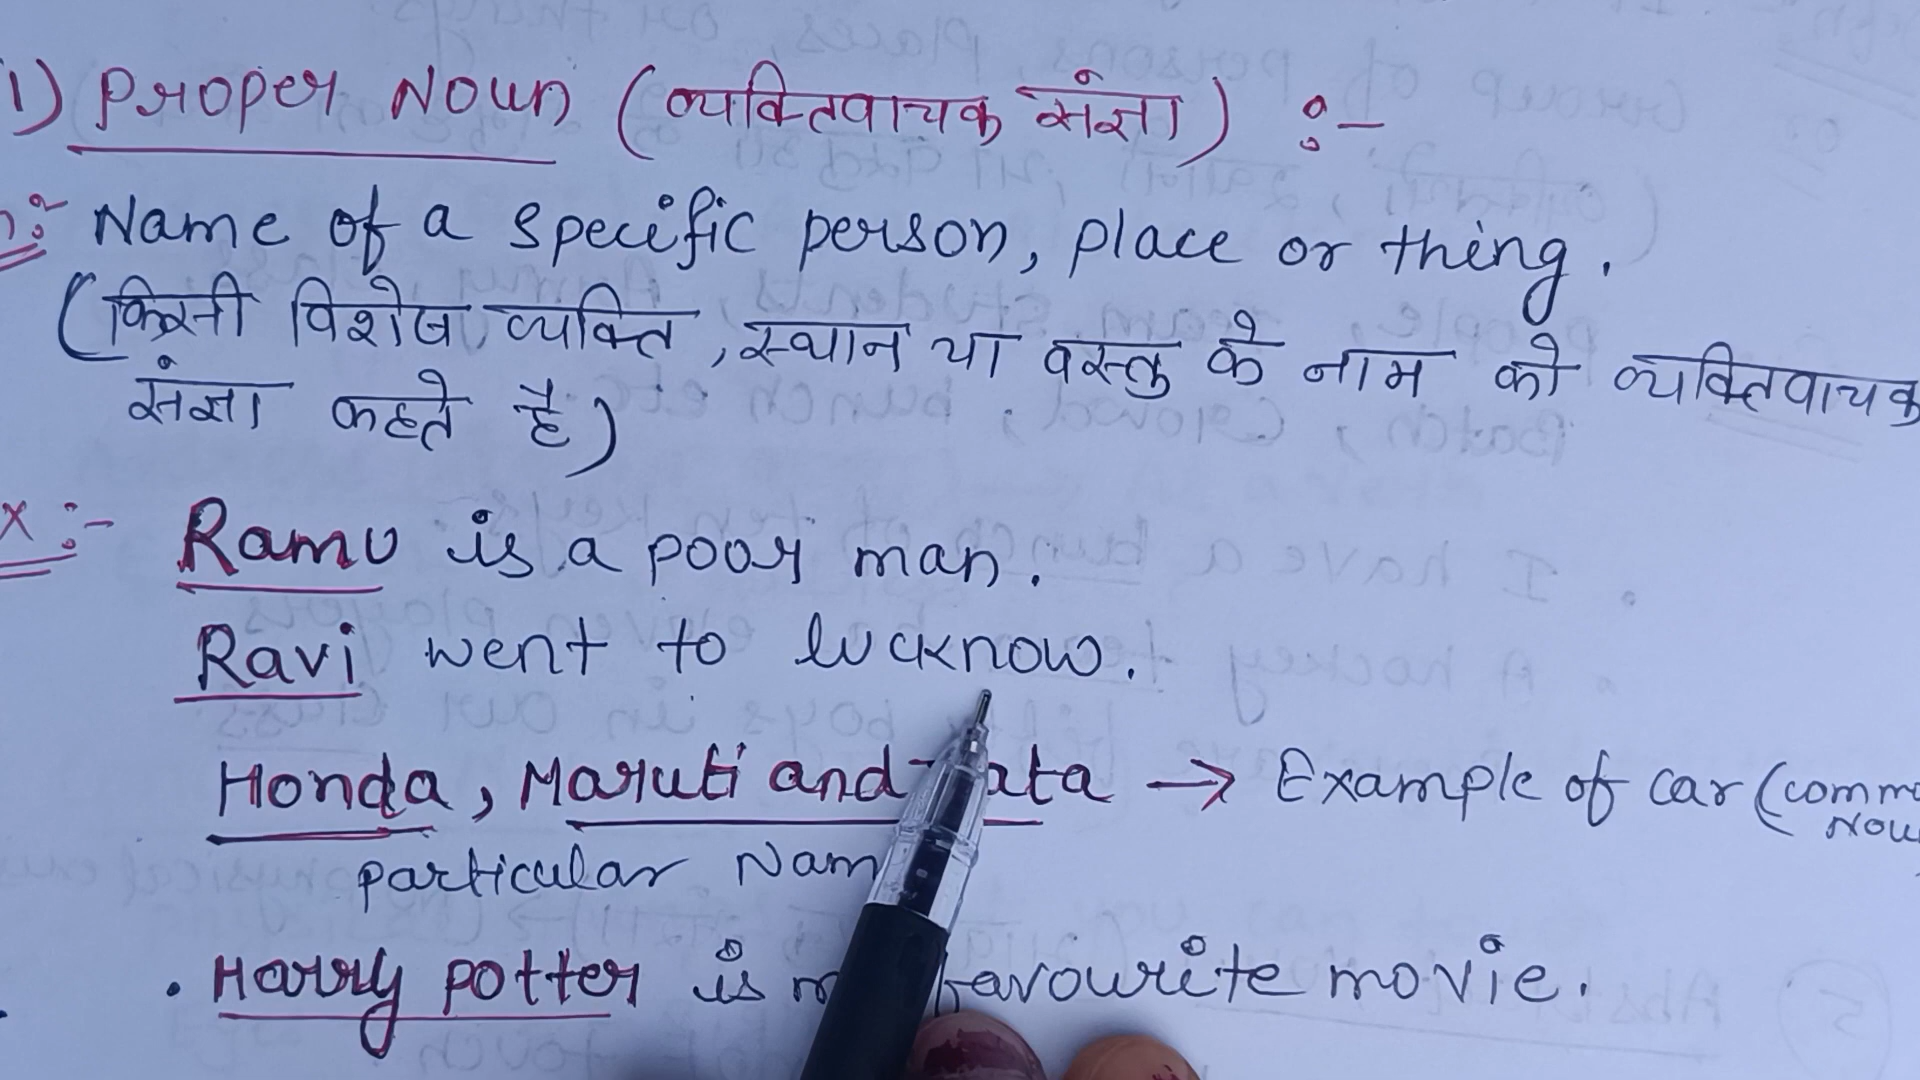 1) Proper Noun (व्यक्तिवाचक संज्ञा) :-
Name of a specific person, place or thing.
(किसी विशेष व्यक्ति, स्थान या वस्तु के नाम को व्यक्तिवाचक
संज्ञा कहते है)
x:- Ramu is a poor man.
Ravi went to lucknow.
Honda, Maruti and Tata → Example of car (comm
Nou
particular Nam
. Harry potter is m favourite movie.